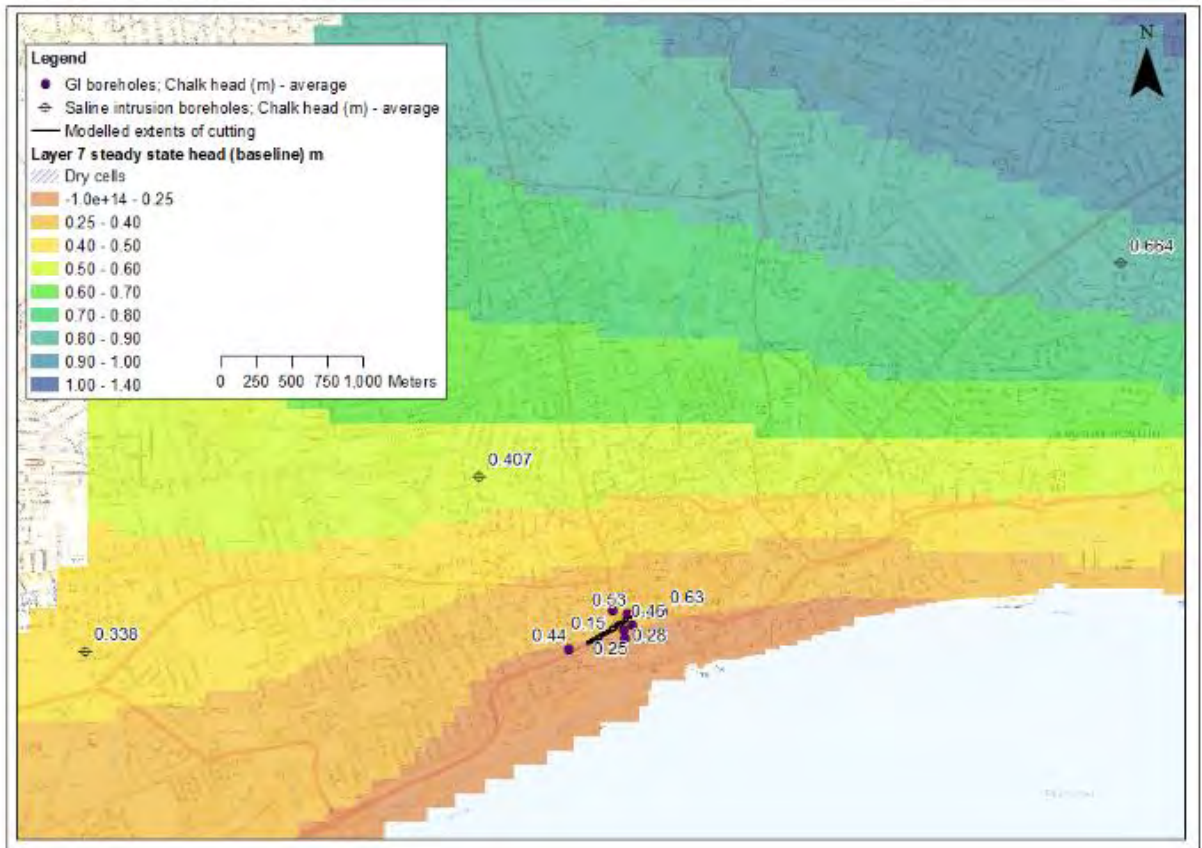 N
Legend
GI boreholes; Chalk head (m) - average
Saline intrusion boreholes; Chalk head (m) - average
Modelled extents of cutting
Layer 7 steady state head (baseline) m
Dry cells
-1.0e+14 - 0.25
0.25 - 0.40
0.40 - 0.50
0.50 - 0.60
0.60 - 0.70
0.70 - 0.80
0.80 - 0.90
0.90 - 1.00
1.00 - 1.40
0 250 500 750 1,000 Meters
0.664
0.407
0.53
0.63
0.46
0.15
0.338
0.44
0.28
0.25